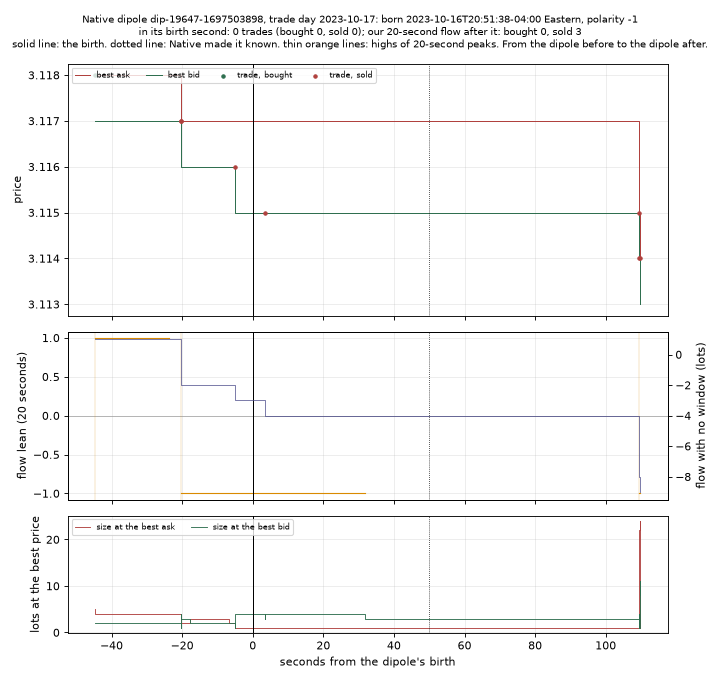 Native dipole dip-19647-1697503898, trade day 2023-10-17: born 2023-10-16T20:51:38-04:00 Eastern, polarity -1
in its birth second: 0 trades (bought 0, sold 0); our 20-second flow after it: bought 0, sold 3
solid line: the birth. dotted line: Native made it known. thin orange lines: highs of 20-second peaks. From the dipole before to the dipole after.
best ask
best bid
trade, bought
trade, sold
3.118
3.117
3.116
3.115
3.114
3.113
price
1.0
0.5
0.0
−0.5
−1.0
flow lean (20 seconds)
0
−2
−4
−6
−8
flow with no window (lots)
size at the best ask
size at the best bid
20
10
0
lots at the best price
−40
−20
0
20
40
60
80
100
seconds from the dipole's birth